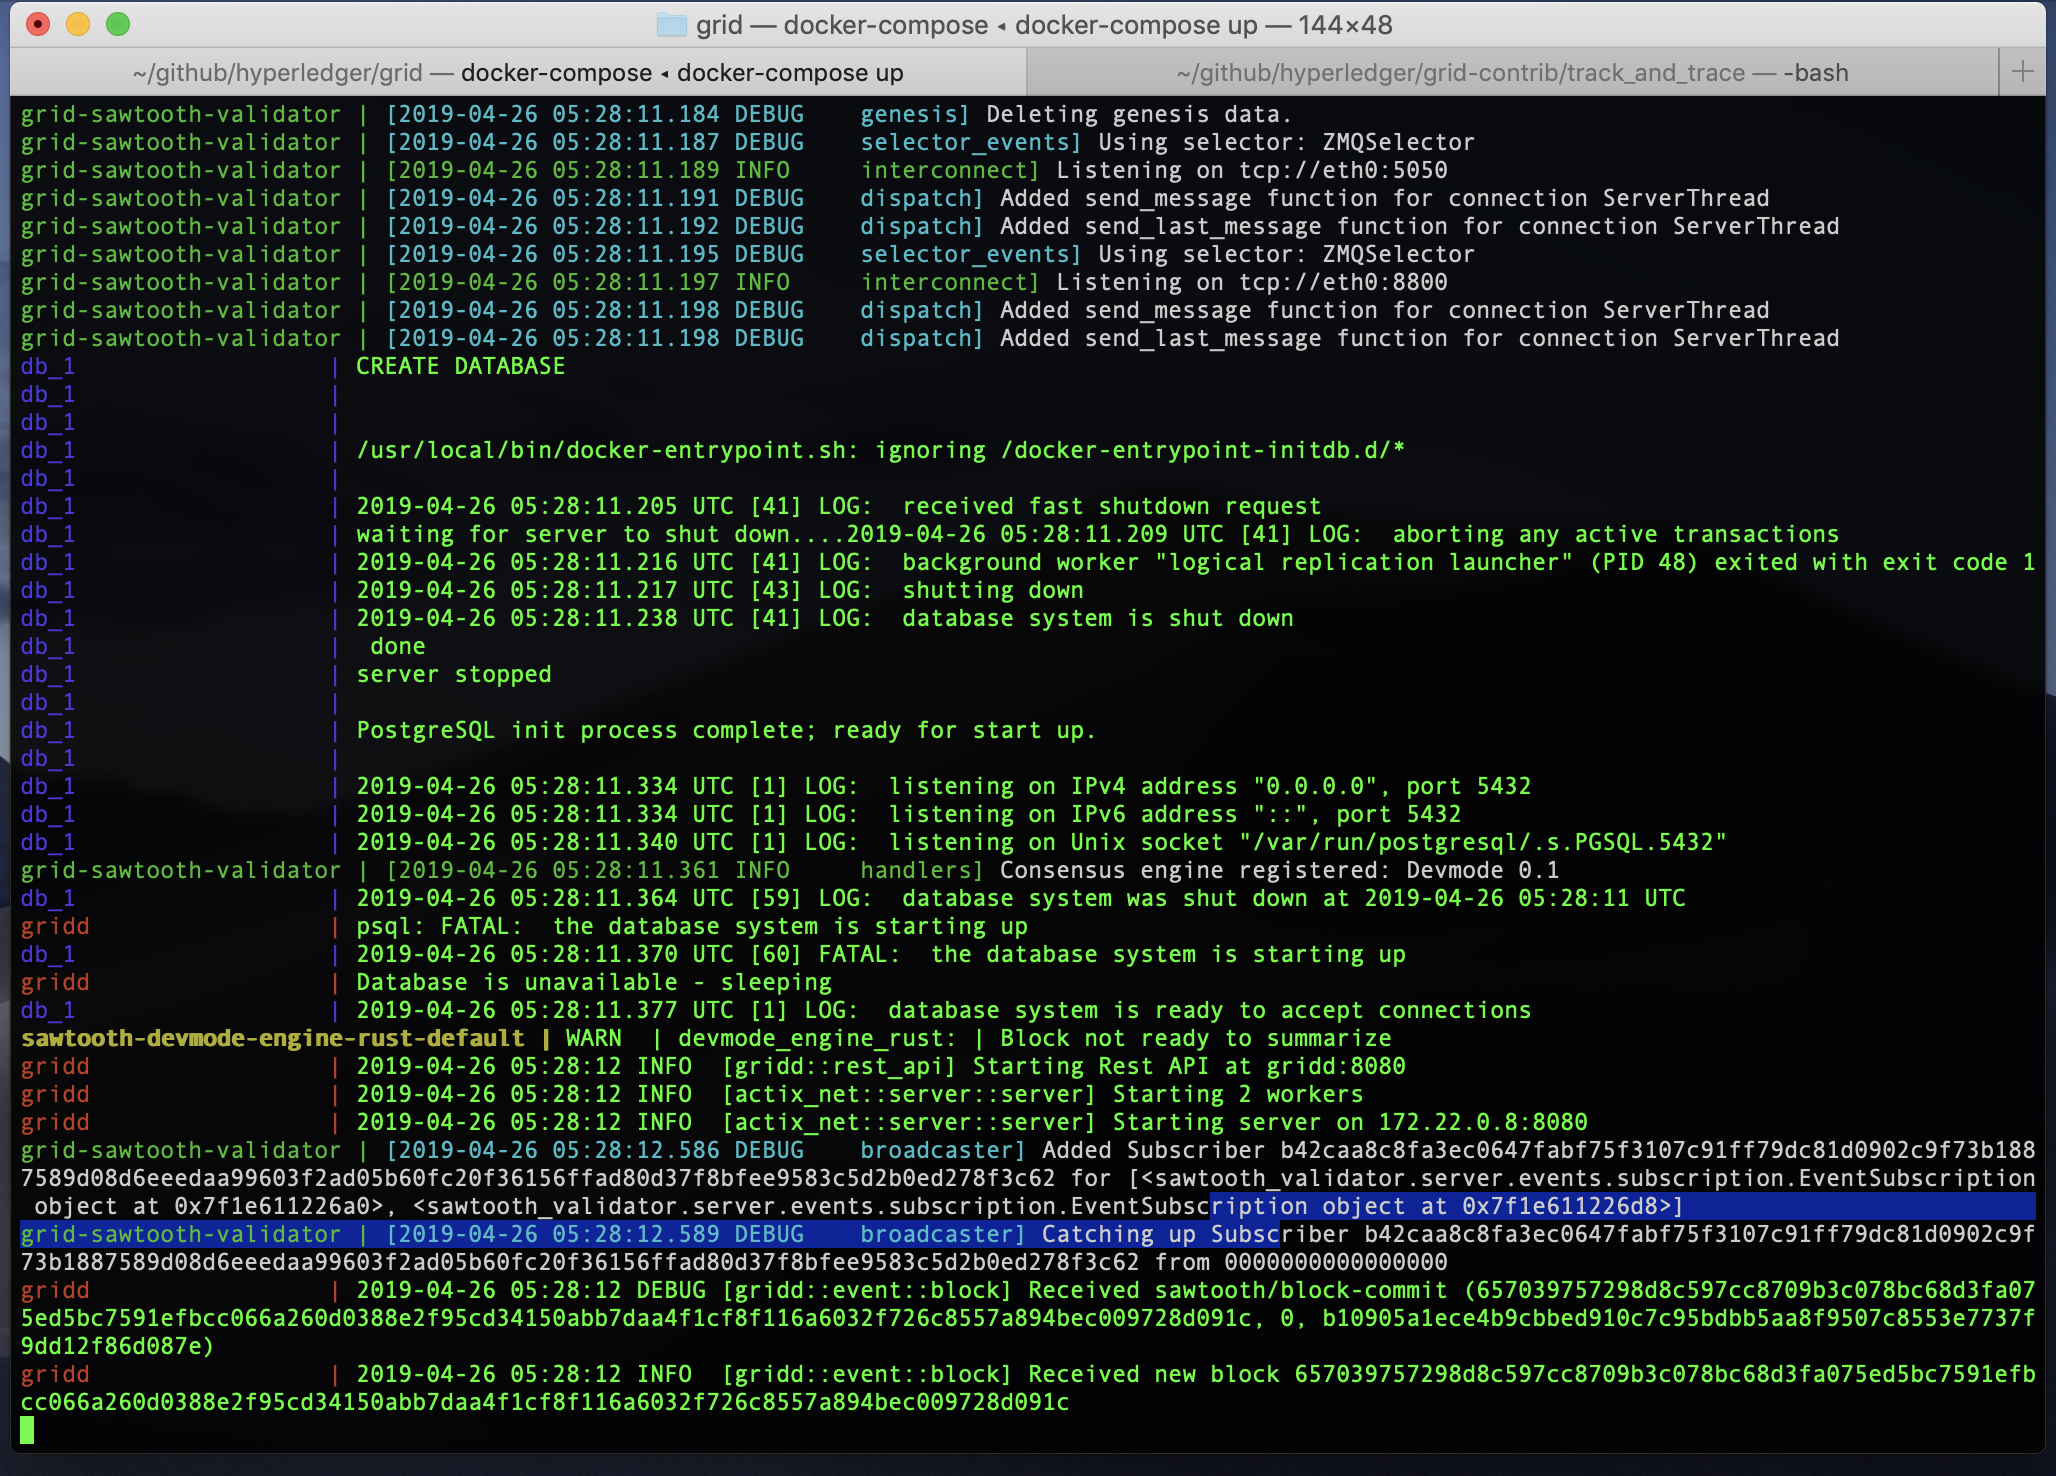 grid — docker-compose ◂ docker-compose up — 144×48
~/github/hyperledger/grid — docker-compose ◂ docker-compose up
~/github/hyperledger/grid-contrib/track_and_trace — -bash
+
grid-sawtooth-validator | [2019-04-26 05:28:11.184 DEBUG    genesis] Deleting genesis data.
grid-sawtooth-validator | [2019-04-26 05:28:11.187 DEBUG    selector_events] Using selector: ZMQSelector
grid-sawtooth-validator | [2019-04-26 05:28:11.189 INFO     interconnect] Listening on tcp://eth0:5050
grid-sawtooth-validator | [2019-04-26 05:28:11.191 DEBUG    dispatch] Added send_message function for connection ServerThread
grid-sawtooth-validator | [2019-04-26 05:28:11.192 DEBUG    dispatch] Added send_last_message function for connection ServerThread
grid-sawtooth-validator | [2019-04-26 05:28:11.195 DEBUG    selector_events] Using selector: ZMQSelector
grid-sawtooth-validator | [2019-04-26 05:28:11.197 INFO     interconnect] Listening on tcp://eth0:8800
grid-sawtooth-validator | [2019-04-26 05:28:11.198 DEBUG    dispatch] Added send_message function for connection ServerThread
grid-sawtooth-validator | [2019-04-26 05:28:11.198 DEBUG    dispatch] Added send_last_message function for connection ServerThread
db_1                  | CREATE DATABASE
db_1                  |
db_1                  |
db_1                  | /usr/local/bin/docker-entrypoint.sh: ignoring /docker-entrypoint-initdb.d/*
db_1                  |
db_1                  | 2019-04-26 05:28:11.205 UTC [41] LOG:  received fast shutdown request
db_1                  | waiting for server to shut down....2019-04-26 05:28:11.209 UTC [41] LOG:  aborting any active transactions
db_1                  | 2019-04-26 05:28:11.216 UTC [41] LOG:  background worker "logical replication launcher" (PID 48) exited with exit code 1
db_1                  | 2019-04-26 05:28:11.217 UTC [43] LOG:  shutting down
db_1                  | 2019-04-26 05:28:11.238 UTC [41] LOG:  database system is shut down
db_1                  |  done
db_1                  | server stopped
db_1                  |
db_1                  | PostgreSQL init process complete; ready for start up.
db_1                  |
db_1                  | 2019-04-26 05:28:11.334 UTC [1] LOG:  listening on IPv4 address "0.0.0.0", port 5432
db_1                  | 2019-04-26 05:28:11.334 UTC [1] LOG:  listening on IPv6 address "::", port 5432
db_1                  | 2019-04-26 05:28:11.340 UTC [1] LOG:  listening on Unix socket "/var/run/postgresql/.s.PGSQL.5432"
grid-sawtooth-validator | [2019-04-26 05:28:11.361 INFO     handlers] Consensus engine registered: Devmode 0.1
db_1                  | 2019-04-26 05:28:11.364 UTC [59] LOG:  database system was shut down at 2019-04-26 05:28:11 UTC
gridd                 | psql: FATAL:  the database system is starting up
db_1                  | 2019-04-26 05:28:11.370 UTC [60] FATAL:  the database system is starting up
gridd                 | Database is unavailable - sleeping
db_1                  | 2019-04-26 05:28:11.377 UTC [1] LOG:  database system is ready to accept connections
sawtooth-devmode-engine-rust-default | WARN  | devmode_engine_rust: | Block not ready to summarize
gridd                 | 2019-04-26 05:28:12 INFO  [gridd::rest_api] Starting Rest API at gridd:8080
gridd                 | 2019-04-26 05:28:12 INFO  [actix_net::server::server] Starting 2 workers
gridd                 | 2019-04-26 05:28:12 INFO  [actix_net::server::server] Starting server on 172.22.0.8:8080
grid-sawtooth-validator | [2019-04-26 05:28:12.586 DEBUG    broadcaster] Added Subscriber b42caa8c8fa3ec0647fabf75f3107c91ff79dc81d0902c9f73b188
7589d08d6eeedaa99603f2ad05b60fc20f36156ffad80d37f8bfee9583c5d2b0ed278f3c62 for [<sawtooth_validator.server.events.subscription.EventSubscription
 object at 0x7f1e611226a0>, <sawtooth_validator.server.events.subscription.EventSubscription object at 0x7f1e611226d8>]
grid-sawtooth-validator | [2019-04-26 05:28:12.589 DEBUG    broadcaster] Catching up Subscriber b42caa8c8fa3ec0647fabf75f3107c91ff79dc81d0902c9f
73b1887589d08d6eeedaa99603f2ad05b60fc20f36156ffad80d37f8bfee9583c5d2b0ed278f3c62 from 0000000000000000
gridd                 | 2019-04-26 05:28:12 DEBUG [gridd::event::block] Received sawtooth/block-commit (657039757298d8c597cc8709b3c078bc68d3fa07
5ed5bc7591efbcc066a260d0388e2f95cd34150abb7daa4f1cf8f116a6032f726c8557a894bec009728d091c, 0, b10905a1ece4b9cbbed910c7c95bdbb5aa8f9507c8553e7737f
9dd12f86d087e)
gridd                 | 2019-04-26 05:28:12 INFO  [gridd::event::block] Received new block 657039757298d8c597cc8709b3c078bc68d3fa075ed5bc7591efb
cc066a260d0388e2f95cd34150abb7daa4f1cf8f116a6032f726c8557a894bec009728d091c